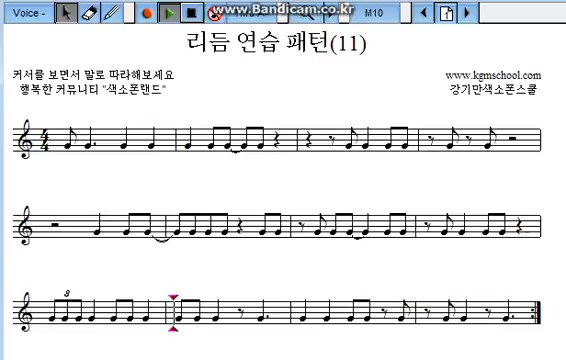 www.Bandicam.co.kr
Voice -
M10
1
리듬 연습 패턴(11)
커서를 보면서 말로 따라해보세요
www.kgmschool.com
행복한 커뮤니티 "색소폰랜드"
강기만색소폰스쿨
4
4
8